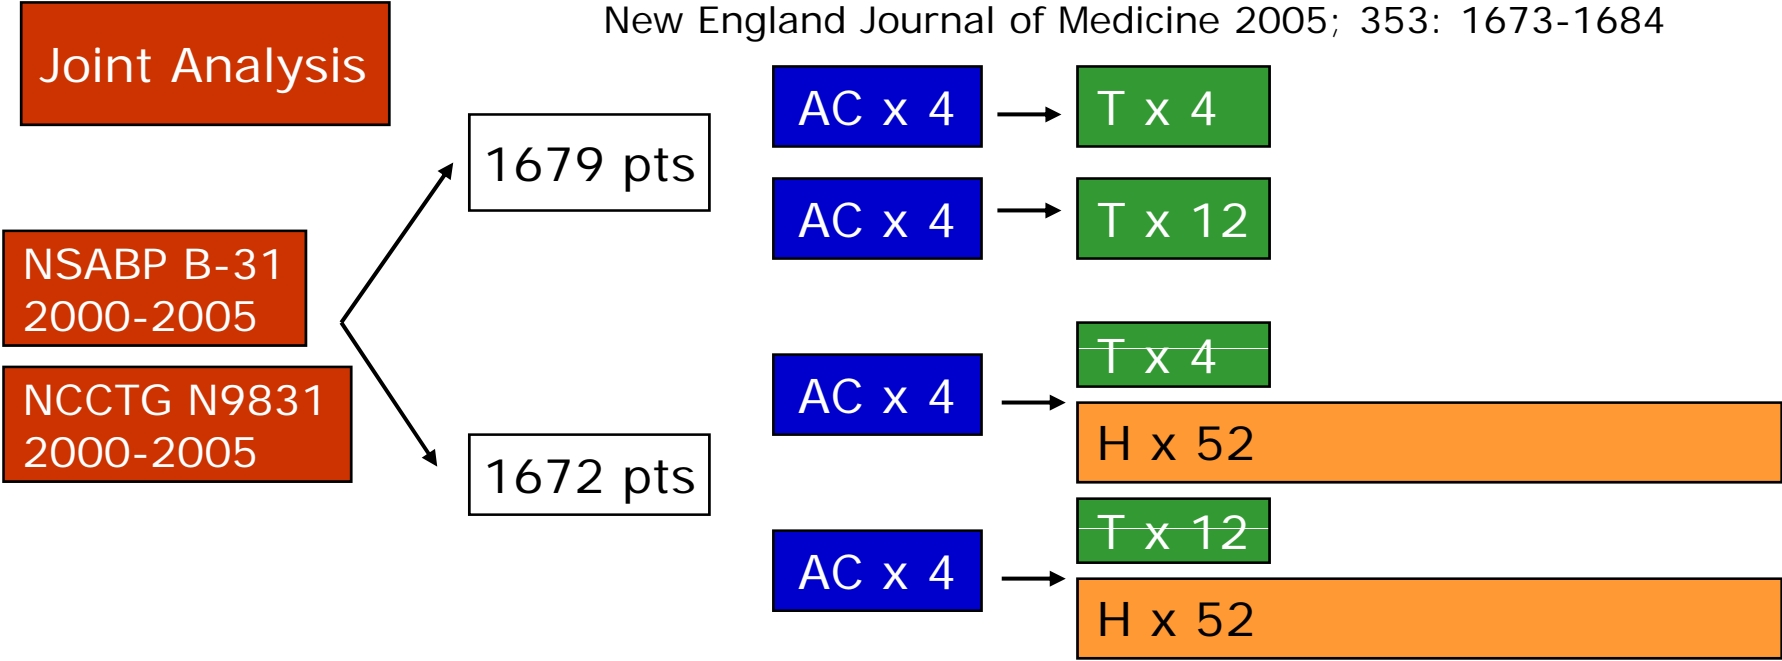 New England Journal of Medicine 2005; 353: 1673-1684
Joint Analysis
NSABP B-31
2000-2005
NCCTG N9831
2000-2005
1679 pts
AC x 4
T x 4
AC x 4
T x 12
1672 pts
AC x 4
T x 4
H x 52
AC x 4
T x 12
H x 52